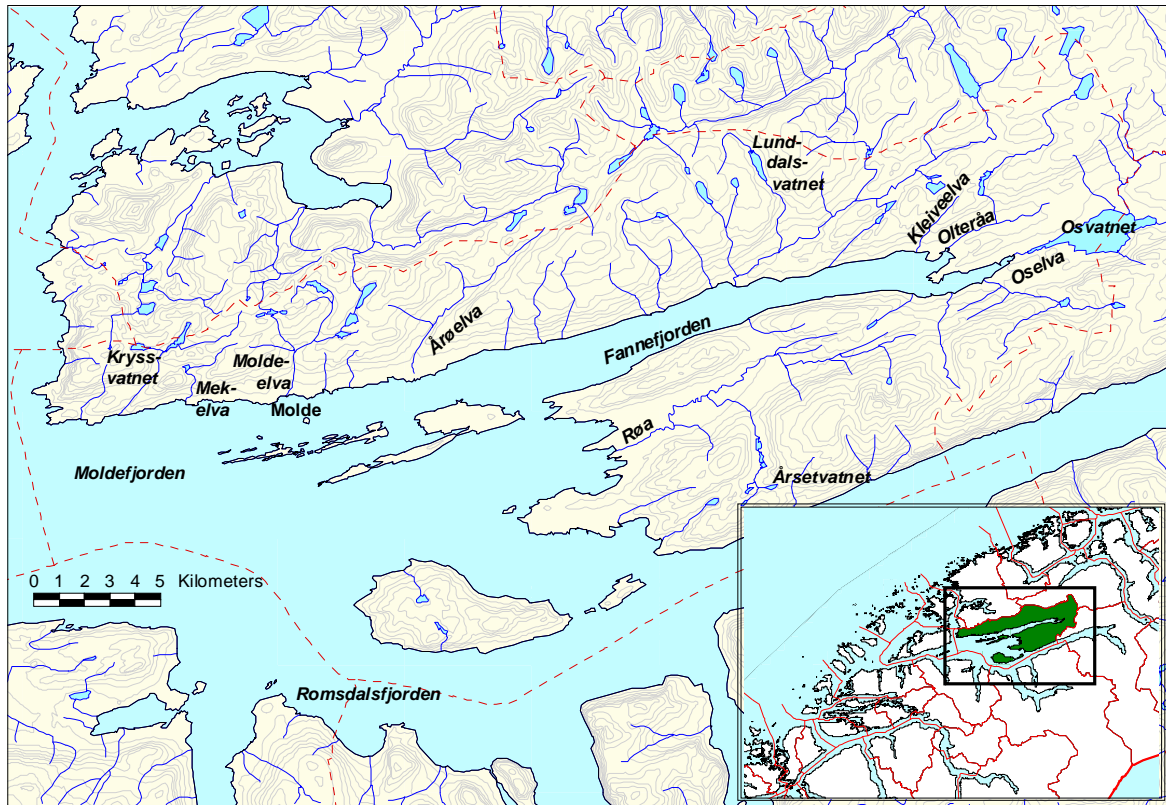 Lund-
dals-
vatnet
Kleiveelva
Olteråa
Osvatnet
Oselva
Årøelva
Fannefjorden
Kryss-
vatnet
Molde-
elva
Mek-
elva
Molde
Røa
Moldefjorden
Årsetvatnet
0 1 2 3 4 5 Kilometers
Romsdalsfjorden